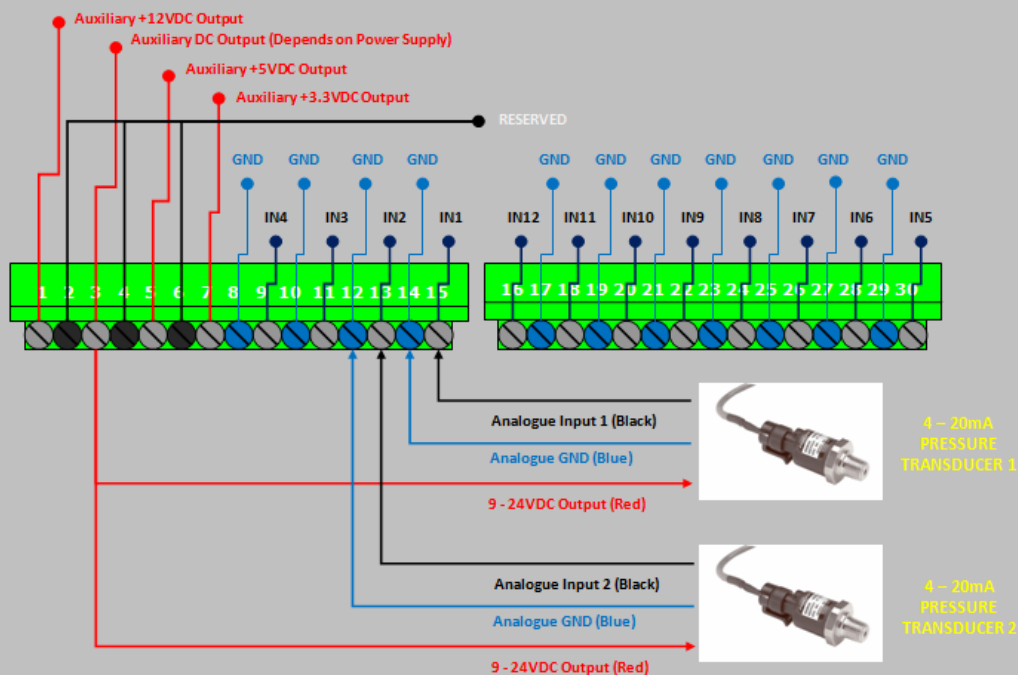 Auxiliary +12VDC Output
Auxiliary DC Output (Depends on Power Supply)
Auxiliary +5VDC Output
Auxiliary +3.3VDC Output
RESERVED
GND GND GND GND GND GND GND GND GND GND GND
IN4 IN3 IN2 IN1 IN12 IN11 IN10 IN9 IN8 IN7 IN6 IN5
1 2 3 4 5 6 7 8 9 10 11 12 13 14 15 16 17 18 19 20 21 22 23 24 25 26 27 28 29 30
Analogue Input 1 (Black)
Analogue GND (Blue)
9 - 24VDC Output (Red)
4 – 20mA
PRESSURE
TRANSDUCER 1
Analogue Input 2 (Black)
Analogue GND (Blue)
9 - 24VDC Output (Red)
4 – 20mA
PRESSURE
TRANSDUCER 2